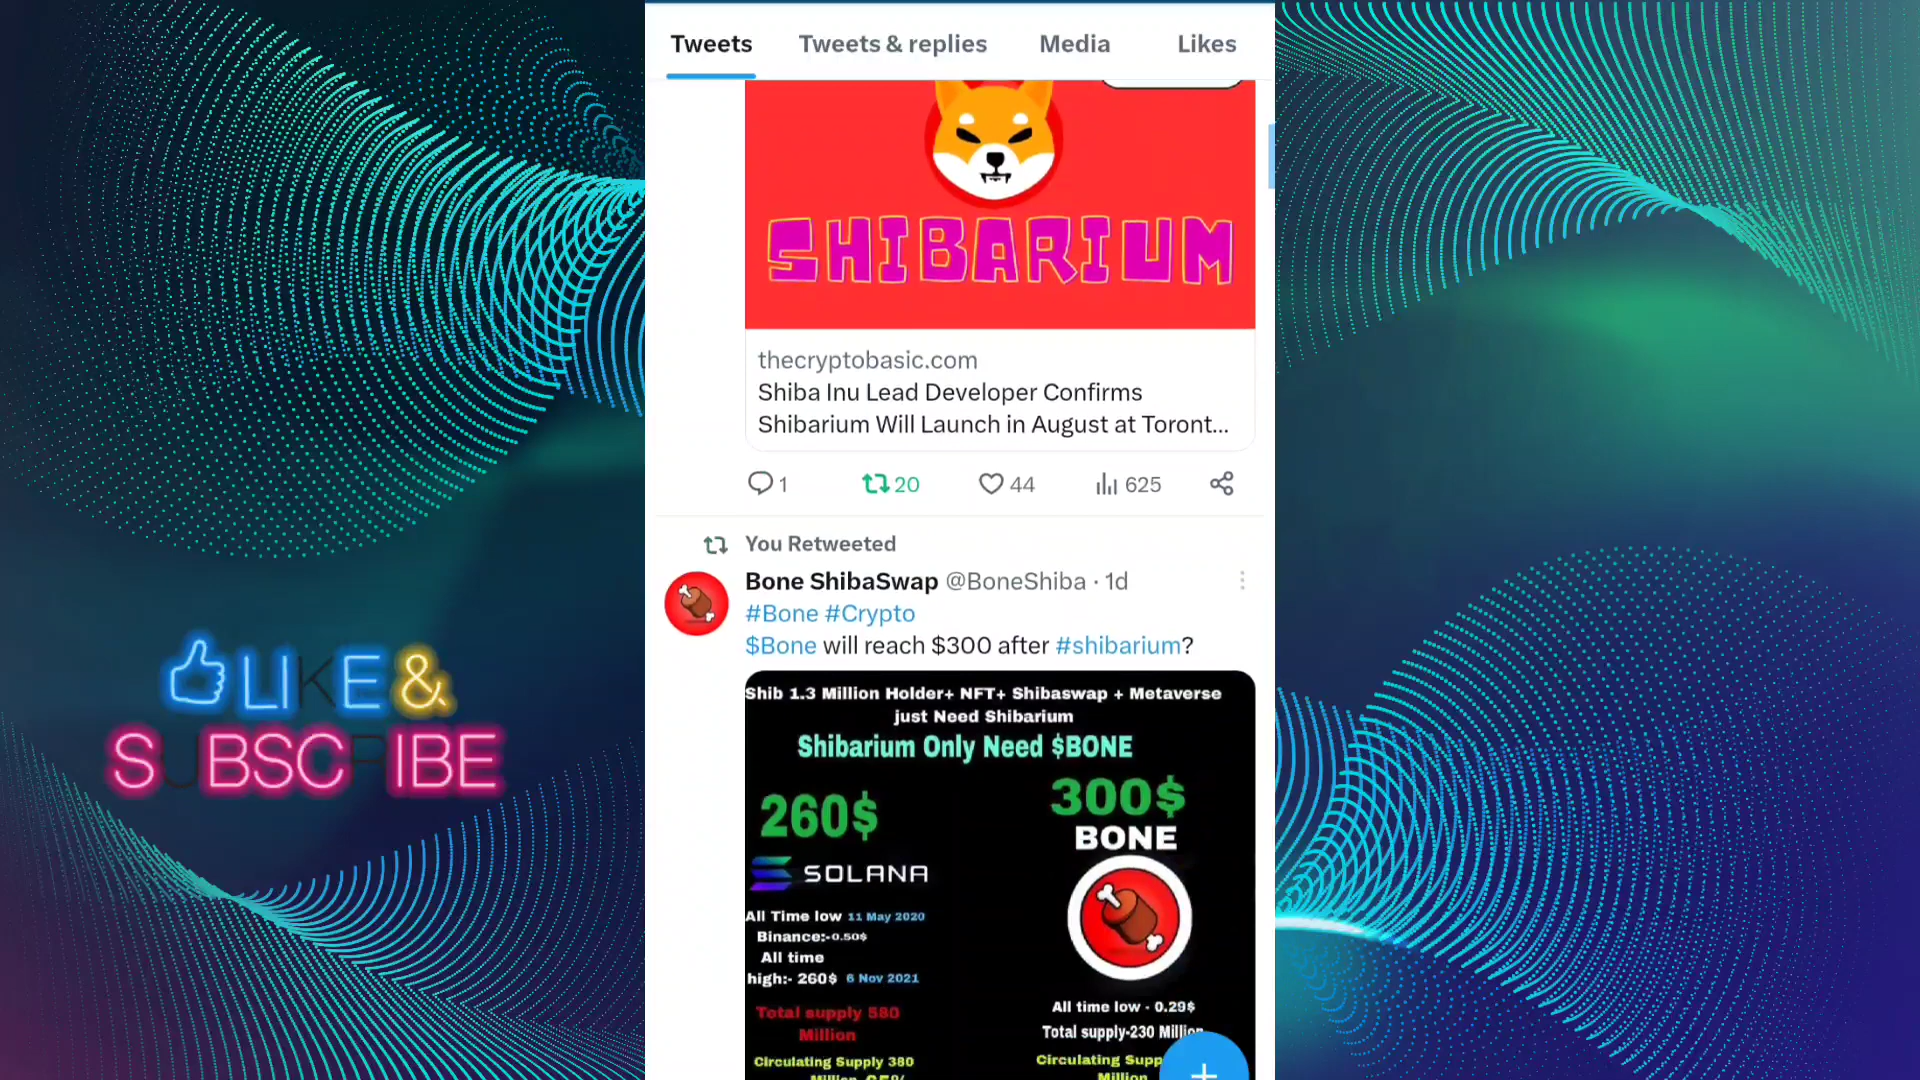 Tweets Tweets & replies Media Likes
SHIBARIUM
thecryptobasic.com
Shiba Inu Lead Developer Confirms
Shibarium Will Launch in August at Toront...
1 20 44 625
You Retweeted
Bone ShibaSwap @BoneShiba · 1d
#Bone #Crypto
$Bone will reach $300 after #shibarium?
Shib 1.3 Million Holder+ NFT+ Shibaswap + Metaverse
just Need Shibarium
Shibarium Only Need $BONE
260$
SOLANA
All Time low 11 May 2020
Binance:-0.50$
All time
high:- 260$ 6 Nov 2021
Total supply 580
Million
Circulating Supply 380
300$
BONE
All time low - 0.29$
Total supply-230 Million
Circulating Supp
LIKE &
SUBSCRIBE